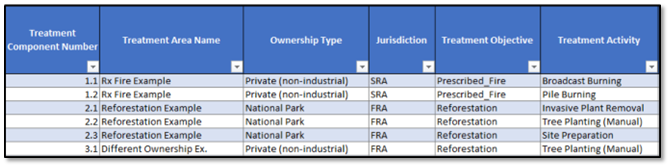 Treatment Component Number Treatment Area Name Ownership Type Jurisdiction Treatment Objective Treatment Activity
1.1 Rx Fire Example Private (non-industrial) SRA Prescribed_Fire Broadcast Burning
1.2 Rx Fire Example Private (non-industrial) SRA Prescribed_Fire Pile Burning
2.1 Reforestation Example National Park FRA Reforestation Invasive Plant Removal
2.2 Reforestation Example National Park FRA Reforestation Tree Planting (Manual)
2.3 Reforestation Example National Park FRA Reforestation Site Preparation
3.1 Different Ownership Ex. Private (non-industrial) FRA Reforestation Tree Planting (Manual)